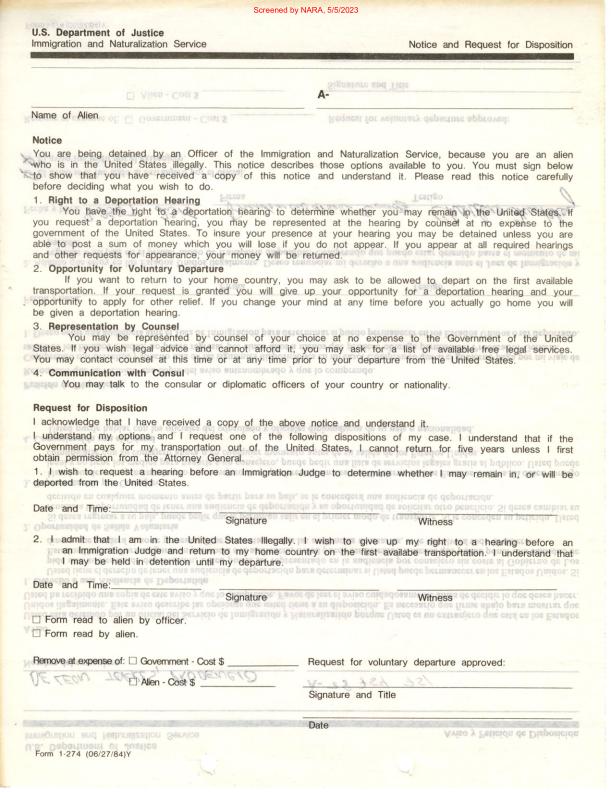 Screened by NARA, 5/5/2023
U.S. Department of Justice
Immigration and Naturalization Service
Notice and Request for Disposition
A-
Name of Alien
Notice
You are being detained by an Officer of the Immigration and Naturalization Service, because you are an alien
who is in the United States illegally. This notice describes those options available to you. You must sign below
to show that you have received a copy of this notice and understand it. Please read this notice carefully
before deciding what you wish to do.
1. Right to a Deportation Hearing
You have the right to a deportation hearing to determine whether you may remain in the United States. If
you request a deportation hearing, you may be represented at the hearing by counsel at no expense to the
government of the United States. To insure your presence at your hearing you may be detained unless you are
able to post a sum of money which you will lose if you do not appear. If you appear at all required hearings
and other requests for appearance, your money will be returned.
2. Opportunity for Voluntary Departure
If you want to return to your home country, you may ask to be allowed to depart on the first available
transportation. If your request is granted you will give up your opportunity for a deportation hearing and your
opportunity to apply for other relief. If you change your mind at any time before you actually go home you will
be given a deportation hearing.
3. Representation by Counsel
You may be represented by counsel of your choice at no expense to the Government of the United
States. If you wish legal advice and cannot afford it, you may ask for a list of available free legal services.
You may contact counsel at this time or at any time prior to your departure from the United States.
4. Communication with Consul
You may talk to the consular or diplomatic officers of your country or nationality.
Request for Disposition
I acknowledge that I have received a copy of the above notice and understand it.
I understand my options and I request one of the following dispositions of my case. I understand that if the
Government pays for my transportation out of the United States, I cannot return for five years unless I first
obtain permission from the Attorney General.
1. I wish to request a hearing before an Immigration Judge to determine whether I may remain in, or will be
deported from the United States.
Date and Time:
Signature
Witness
2. I admit that I am in the United States Illegally. I wish to give up my right to a hearing before an
an Immigration Judge and return to my home country on the first availabe transportation. I understand that
I may be held in detention until my departure.
Date and Time:
Signature
Witness
☐ Form read to alien by officer.
☐ Form read by alien.
Remove at expense of: ☐ Government - Cost $
Request for voluntary departure approved:
☐ Alien - Cost $
Signature and Title
Date
Form 1-274 (06/27/84)Y